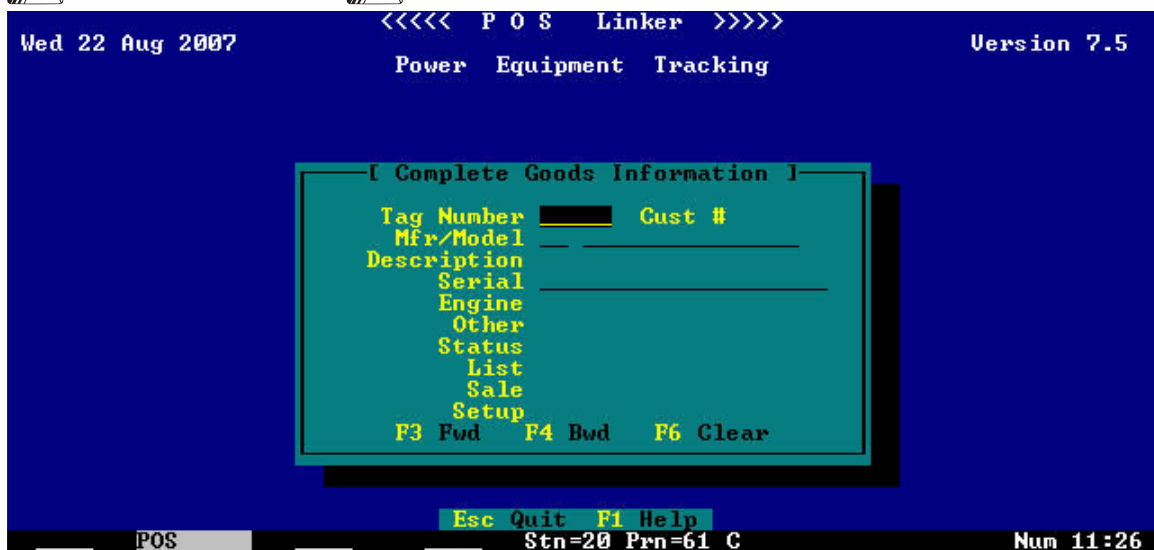 <<<<< P O S Linker >>>>>
Wed 22 Aug 2007
Version 7.5
Power Equipment Tracking
[ Complete Goods Information ]
Tag Number Cust #
Mfr/Model
Description
Serial
Engine
Other
Status
List
Sale
Setup
F3 Fwd F4 Bwd F6 Clear
Esc Quit F1 Help
POS Stn=20 Prn=61 C Num 11:26